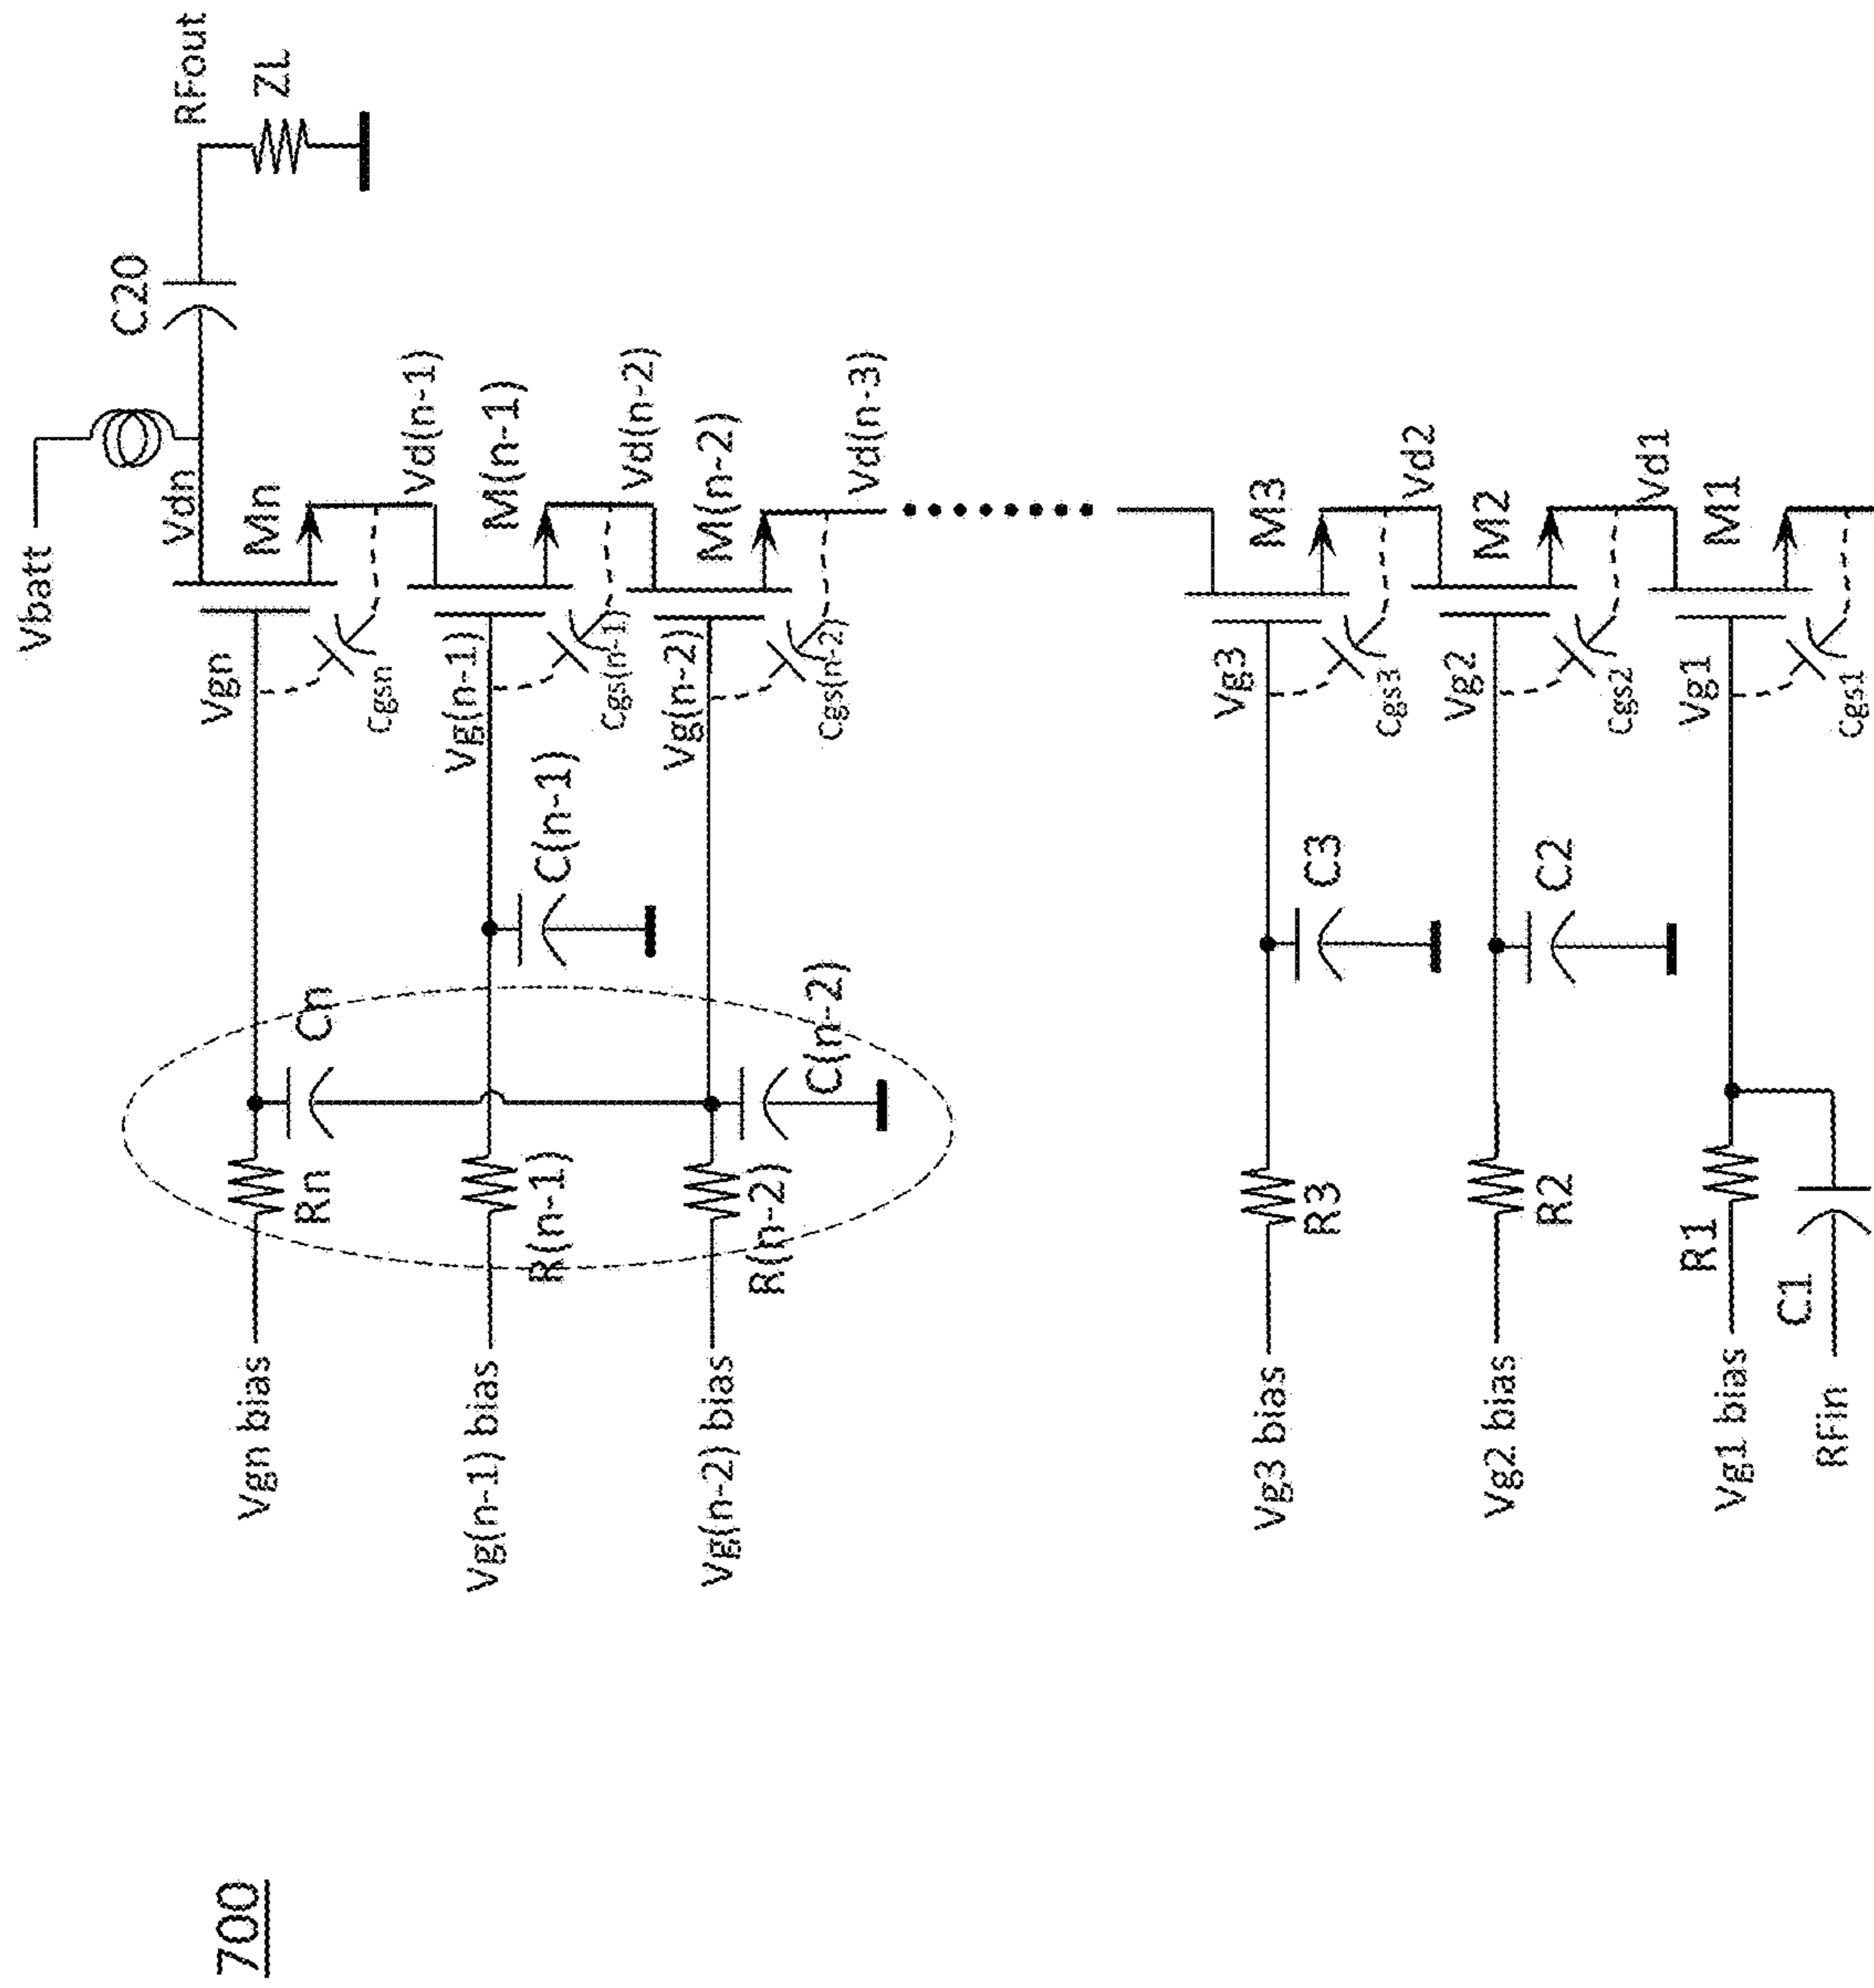 700
Vbatt
RFout
ZL
C20
Vdn
Mn
Vgn
Cgsn
Vd(n-1)
Cn
Rn
Vgn bias
M(n-1)
Vg(n-1)
Cgs(n-1)
Vd(n-2)
C(n-1)
R(n-1)
Vg(n-1) bias
M(n-2)
Vg(n-2)
Cgs(n-2)
Vd(n-3)
C(n-2)
R(n-2)
Vg(n-2) bias
M3
Vg3
Cgs3
Vd2
C3
R3
Vg3 bias
M2
Vg2
Cgs2
Vd1
C2
R2
Vg2 bias
M1
Vg1
Cgs1
R1
Vg1 bias
C1
RFin